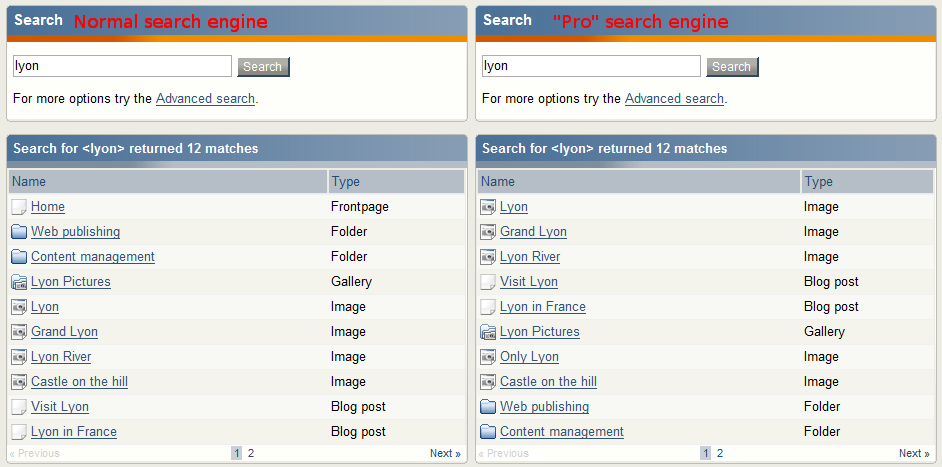 Search Normal search engine
lyon Search
For more options try the Advanced search.
Search for <lyon> returned 12 matches
Name Type
Home Frontpage
Web publishing Folder
Content management Folder
Lyon Pictures Gallery
Lyon Image
Grand Lyon Image
Lyon River Image
Castle on the hill Image
Visit Lyon Blog post
Lyon in France Blog post
« Previous 1 2 Next »
Search "Pro" search engine
lyon Search
For more options try the Advanced search.
Search for <lyon> returned 12 matches
Name Type
Lyon Image
Grand Lyon Image
Lyon River Image
Visit Lyon Blog post
Lyon in France Blog post
Lyon Pictures Gallery
Only Lyon Image
Castle on the hill Image
Web publishing Folder
Content management Folder
« Previous 1 2 Next »